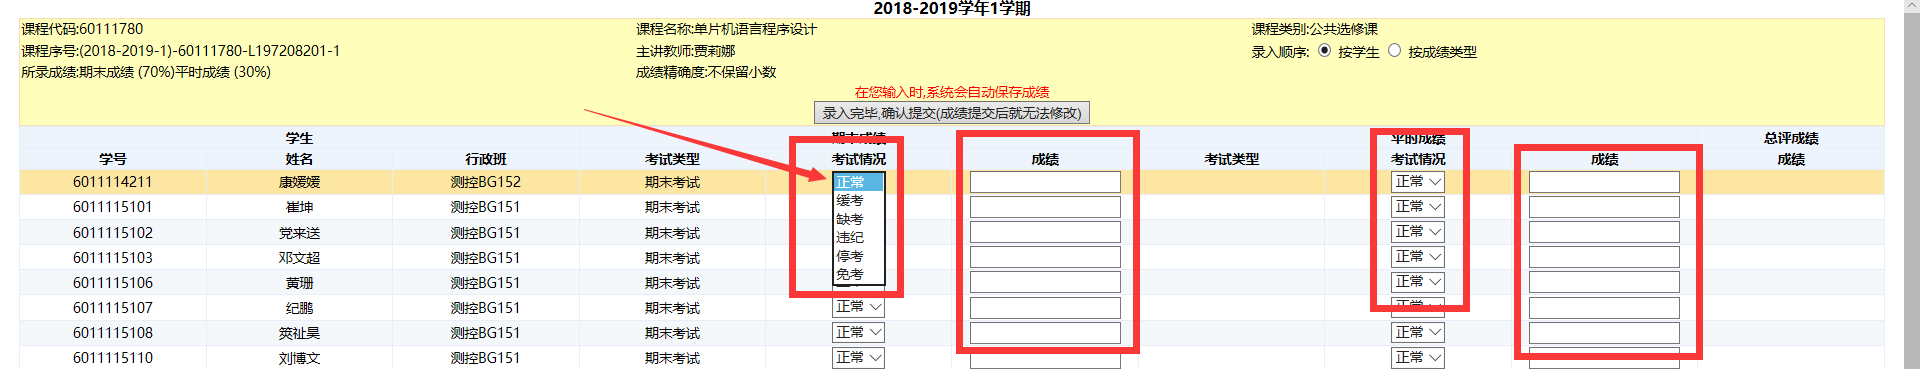 2018-2019学年1学期
课程代码:60111780 课程名称:单片机语言程序设计 课程类别:公共选修课
课程序号:(2018-2019-1)-60111780-L197208201-1 主讲教师:贾莉娜 录入顺序: 按学生 按成绩类型
所录成绩:期末成绩 (70%)平时成绩 (30%) 成绩精确度:不保留小数
在您输入时,系统会自动保存成绩
录入完毕,确认提交(成绩提交后就无法修改)
学生 期末成绩 平时成绩 总评成绩
学号 姓名 行政班 考试类型 考试情况 成绩 考试类型 考试情况 成绩 成绩
6011114211 康媛媛 测控BG152 期末考试 正常 正常
6011115101 崔坤 测控BG151 期末考试 缓考 正常
6011115102 党来送 测控BG151 期末考试 缺考 正常
违纪
6011115103 邓文超 测控BG151 期末考试 停考 正常
6011115106 黄珊 测控BG151 期末考试 免考 正常
6011115107 纪鹏 测控BG151 期末考试 正常 正常
6011115108 筴祉昊 测控BG151 期末考试 正常 正常
6011115110 刘博文 测控BG151 期末考试 正常 正常